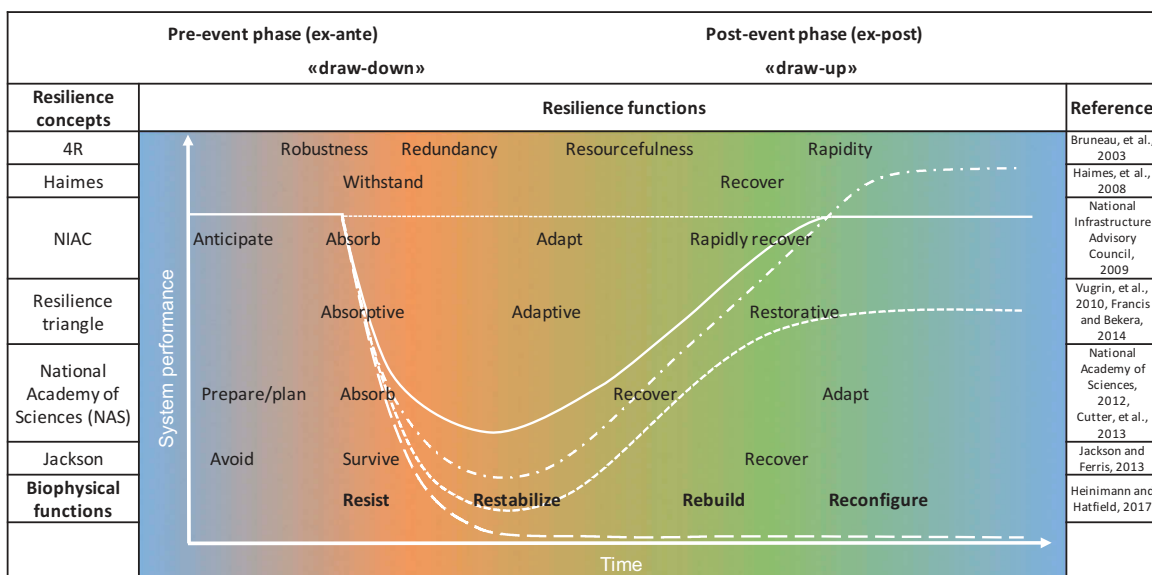 Pre-event phase (ex-ante)
Post-event phase (ex-post)
«draw-down»
«draw-up»
Resilience
concepts
Resilience functions
Reference
4R
Robustness
Redundancy
Resourcefulness
Rapidity
Bruneau, et al.,
2003
Haimes
Withstand
Recover
Haimes, et al.,
2008
NIAC
Anticipate
Absorb
Adapt
Rapidly recover
National
Infrastructure
Advisory
Council,
2009
Resilience
triangle
Absorptive
Adaptive
Restorative
Vugrin, et al.,
2010, Francis
and Bekera,
2014
National
Academy of
Sciences (NAS)
Prepare/plan
Absorb
Recover
Adapt
National
Academy of
Sciences,
2012,
Cutter, et al.,
2013
Jackson
Avoid
Survive
Recover
Jackson and
Ferris, 2013
Biophysical
functions
Resist
Restabilize
Rebuild
Reconfigure
Heinimann and
Hatfield, 2017
System performance
Time